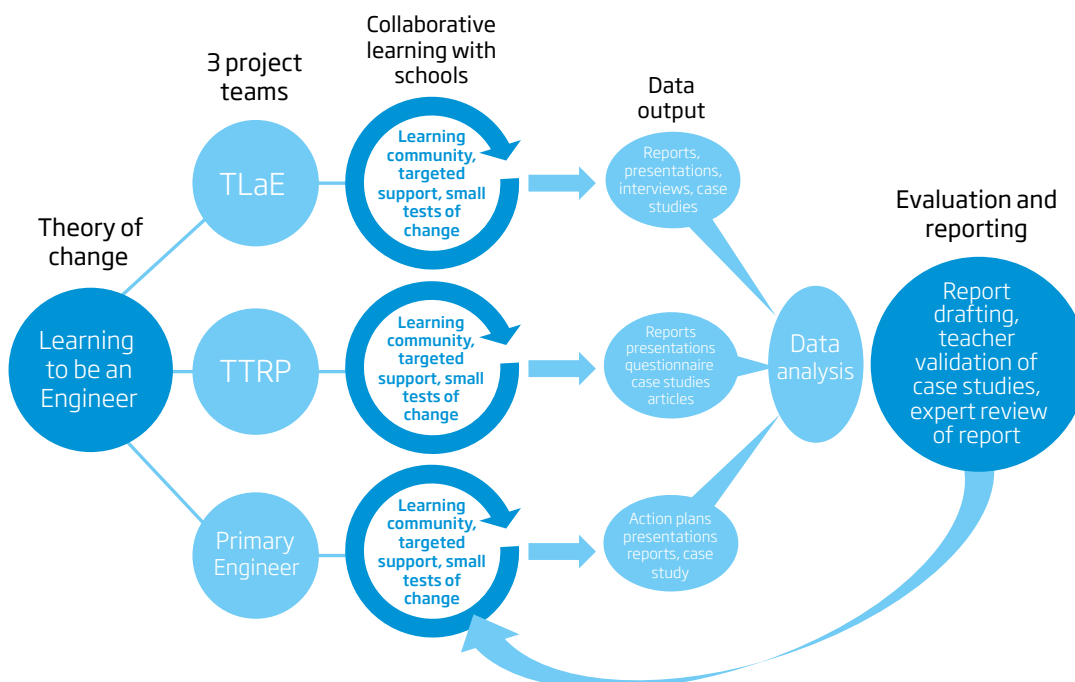 Theory of
change
Learning
to be an
Engineer
3 project
teams
TLaE
TTRP
Primary
Engineer
Collaborative
learning with
schools
Learning
community,
targeted
support, small
tests of
change
Learning
community,
targeted
support, small
tests of
change
Learning
community,
targeted
support, small
tests of
change
Data
output
Reports,
presentations,
interviews, case
studies
Reports
presentations
questionnaire
case studies
articles
Action plans
presentations
reports, case
study
Data
analysis
Evaluation and
reporting
Report
drafting,
teacher
validation of
case studies,
expert review
of report